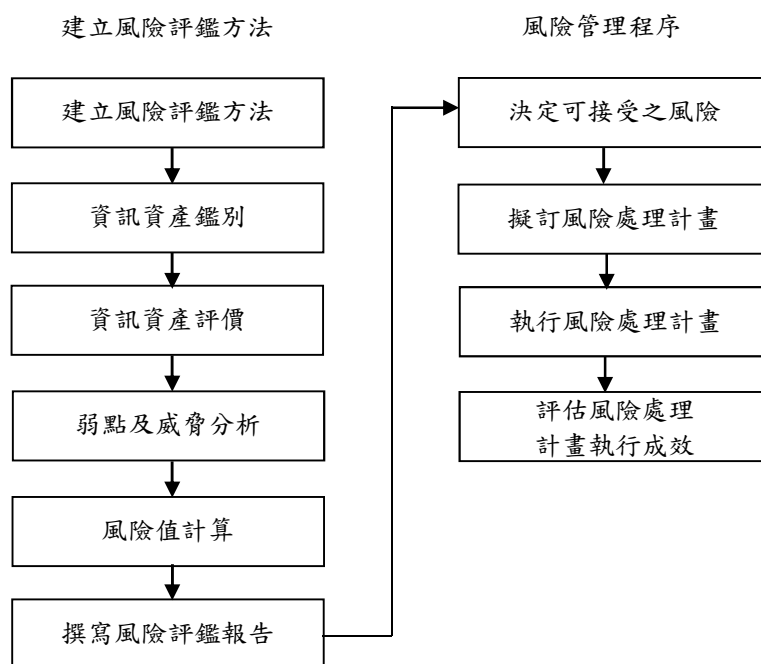 建立風險評鑑方法
建立風險評鑑方法
資訊資產鑑別
資訊資產評價
弱點及威脅分析
風險值計算
撰寫風險評鑑報告
風險管理程序
決定可接受之風險
擬訂風險處理計畫
執行風險處理計畫
評估風險處理
計畫執行成效